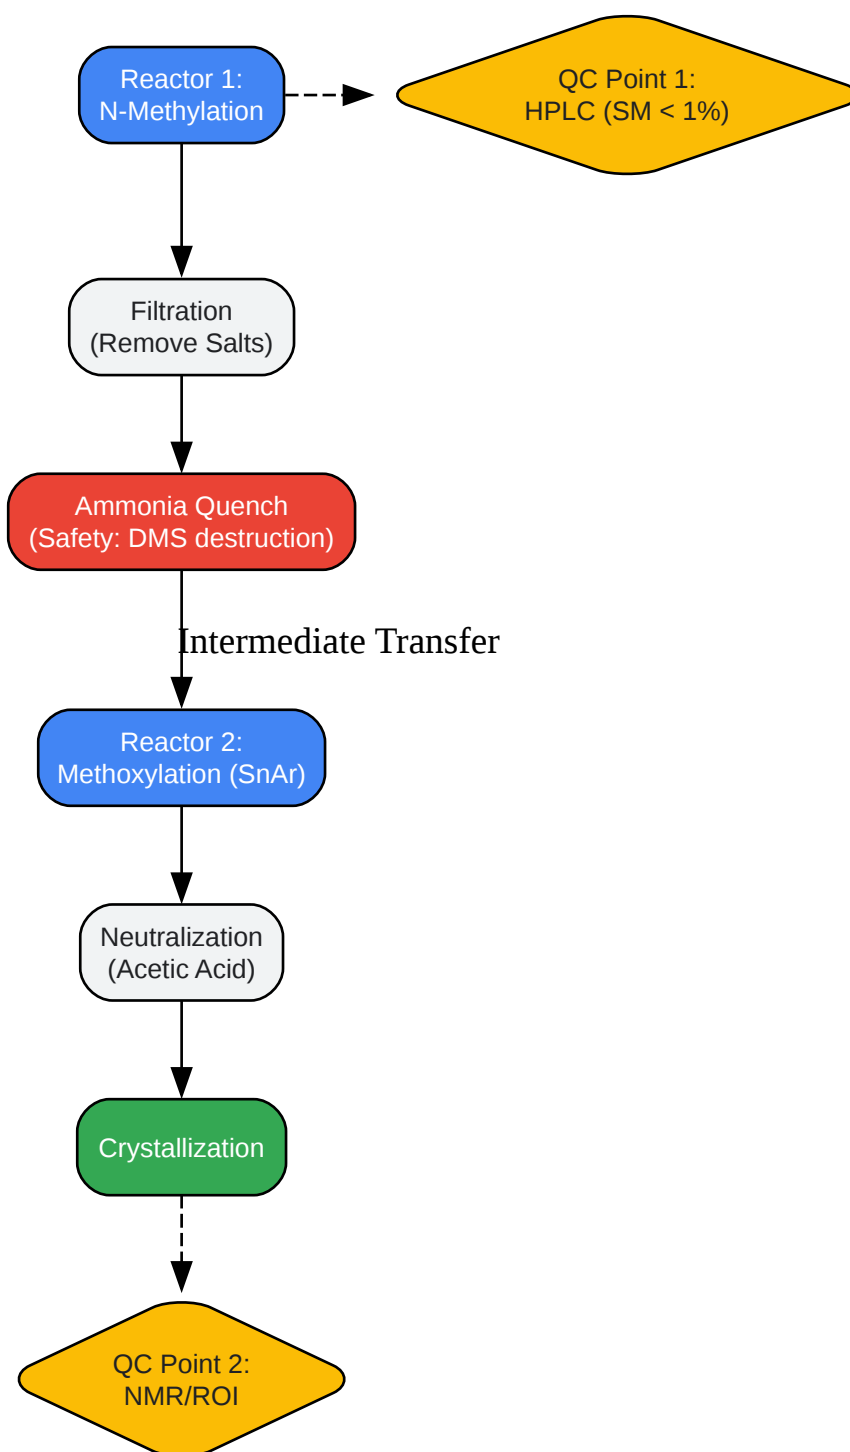 Reactor 1:
N-Methylation
QC Point 1:
HPLC (SM < 1%)
Filtration
(Remove Salts)
Ammonia Quench
(Safety: DMS destruction)
Intermediate Transfer
Reactor 2:
Methoxylation (SnAr)
Neutralization
(Acetic Acid)
Crystallization
QC Point 2:
NMR/ROI